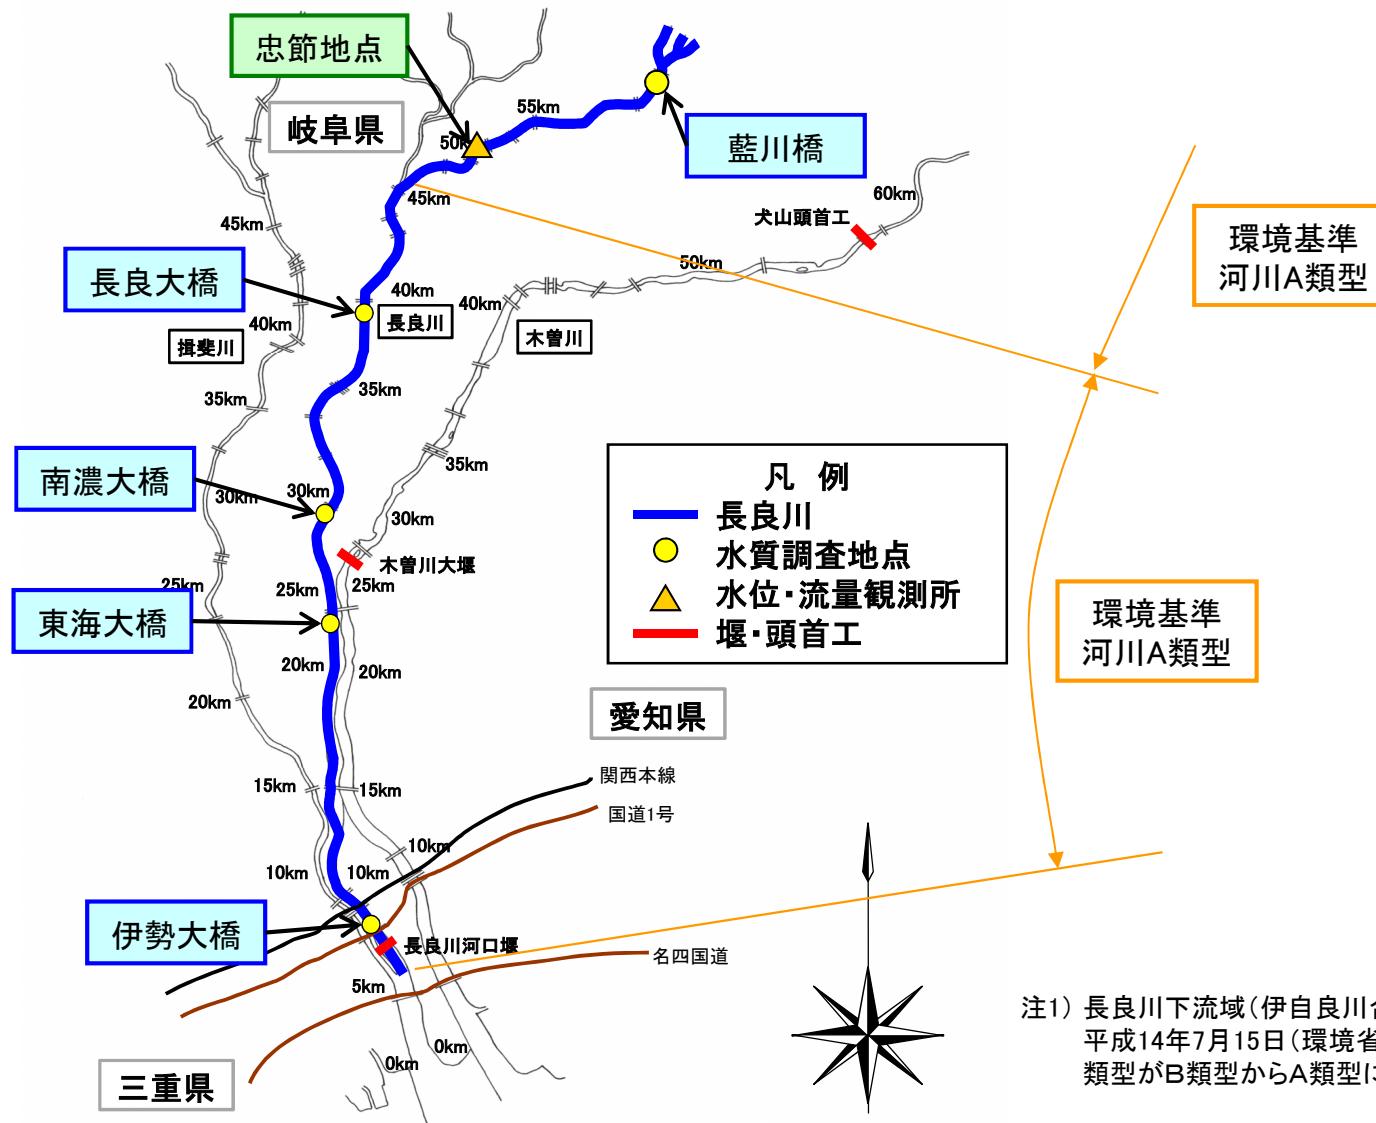 忠節地点
岐阜県
55km
50k
藍川橋
45km
60km
犬山頭首工
環境基準
河川A類型
45km
長良大橋
50km
40km
40km
長良川
40km
木曽川
揖斐川
35km
35km
35km
凡 例
長良川
水質調査地点
水位・流量観測所
堰・頭首工
南濃大橋
30km
30km
30km
木曽川大堰
25km
25km
25km
東海大橋
環境基準
河川A類型
20km
20km
20km
愛知県
関西本線
15km
15km
国道1号
10km
10km
10km
伊勢大橋
長良川河口堰
名四国道
5km
0km
0km
三重県
注1) 長良川下流域(伊自良川合
平成14年7月15日(環境省
類型がB類型からA類型に